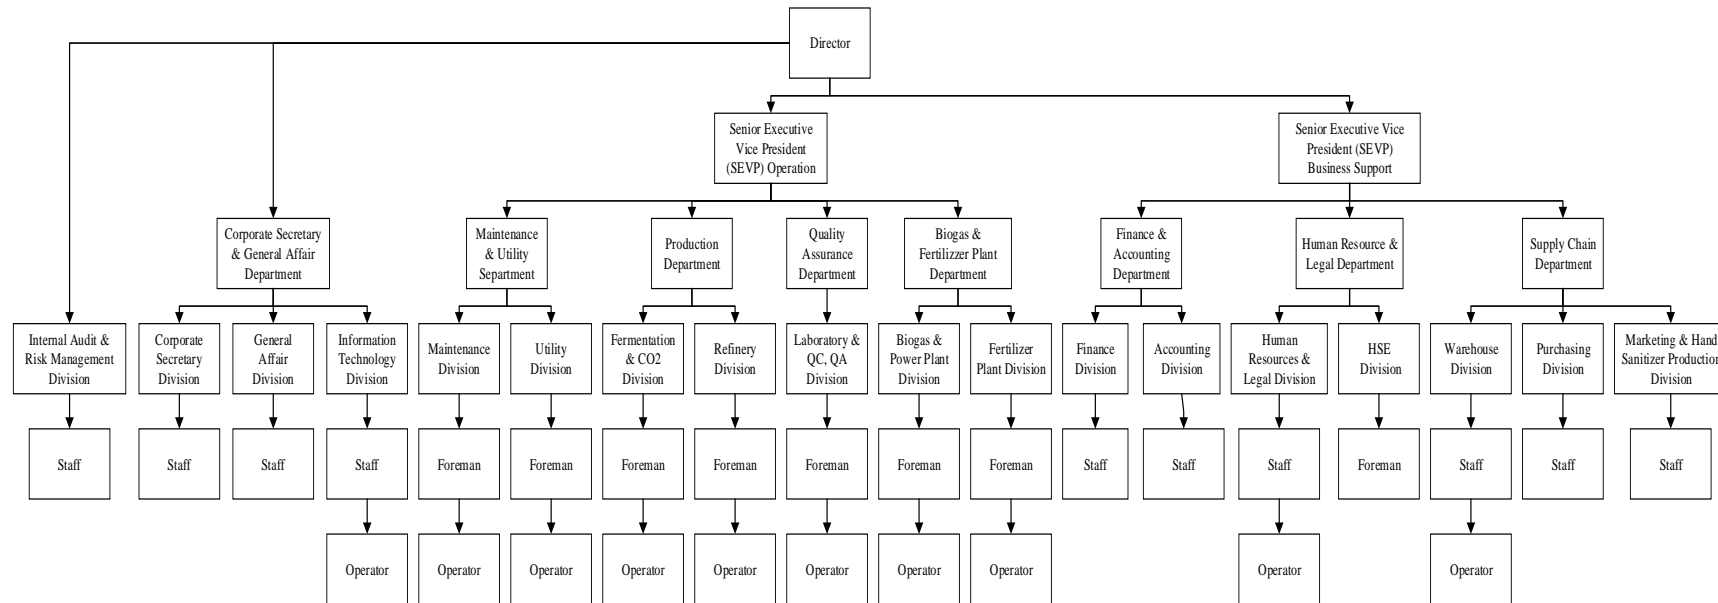 Director
Senior Executive
Vice President
(SEVP) Operation
Senior Executive Vice
President (SEVP)
Business Support
Corporate Secretary
& General Affair
Department
Maintenance
& Utility
Separtment
Production
Department
Quality
Assurance
Department
Biogas &
Fertilizzer Plant
Department
Finance &
Accounting
Department
Human Resource &
Legal Department
Supply Chain
Department
Internal Audit &
Risk Management
Division
Corporate
Secretary
Division
General
Affair
Division
Information
Technology
Division
Maintenance
Division
Utility
Division
Fermentation
& CO2
Division
Refinery
Division
Laboratory &
QC, QA
Division
Biogas &
Power Plant
Division
Fertilizer
Plant Division
Finance
Division
Accounting
Division
Human
Resources &
Legal Division
HSE
Division
Warehouse
Division
Purchasing
Division
Marketing & Hand
Sanitizer Production
Division
Staff
Staff
Staff
Staff
Foreman
Foreman
Foreman
Foreman
Foreman
Foreman
Foreman
Staff
Staff
Staff
Foreman
Staff
Staff
Staff
Operator
Operator
Operator
Operator
Operator
Operator
Operator
Operator
Operator
Operator